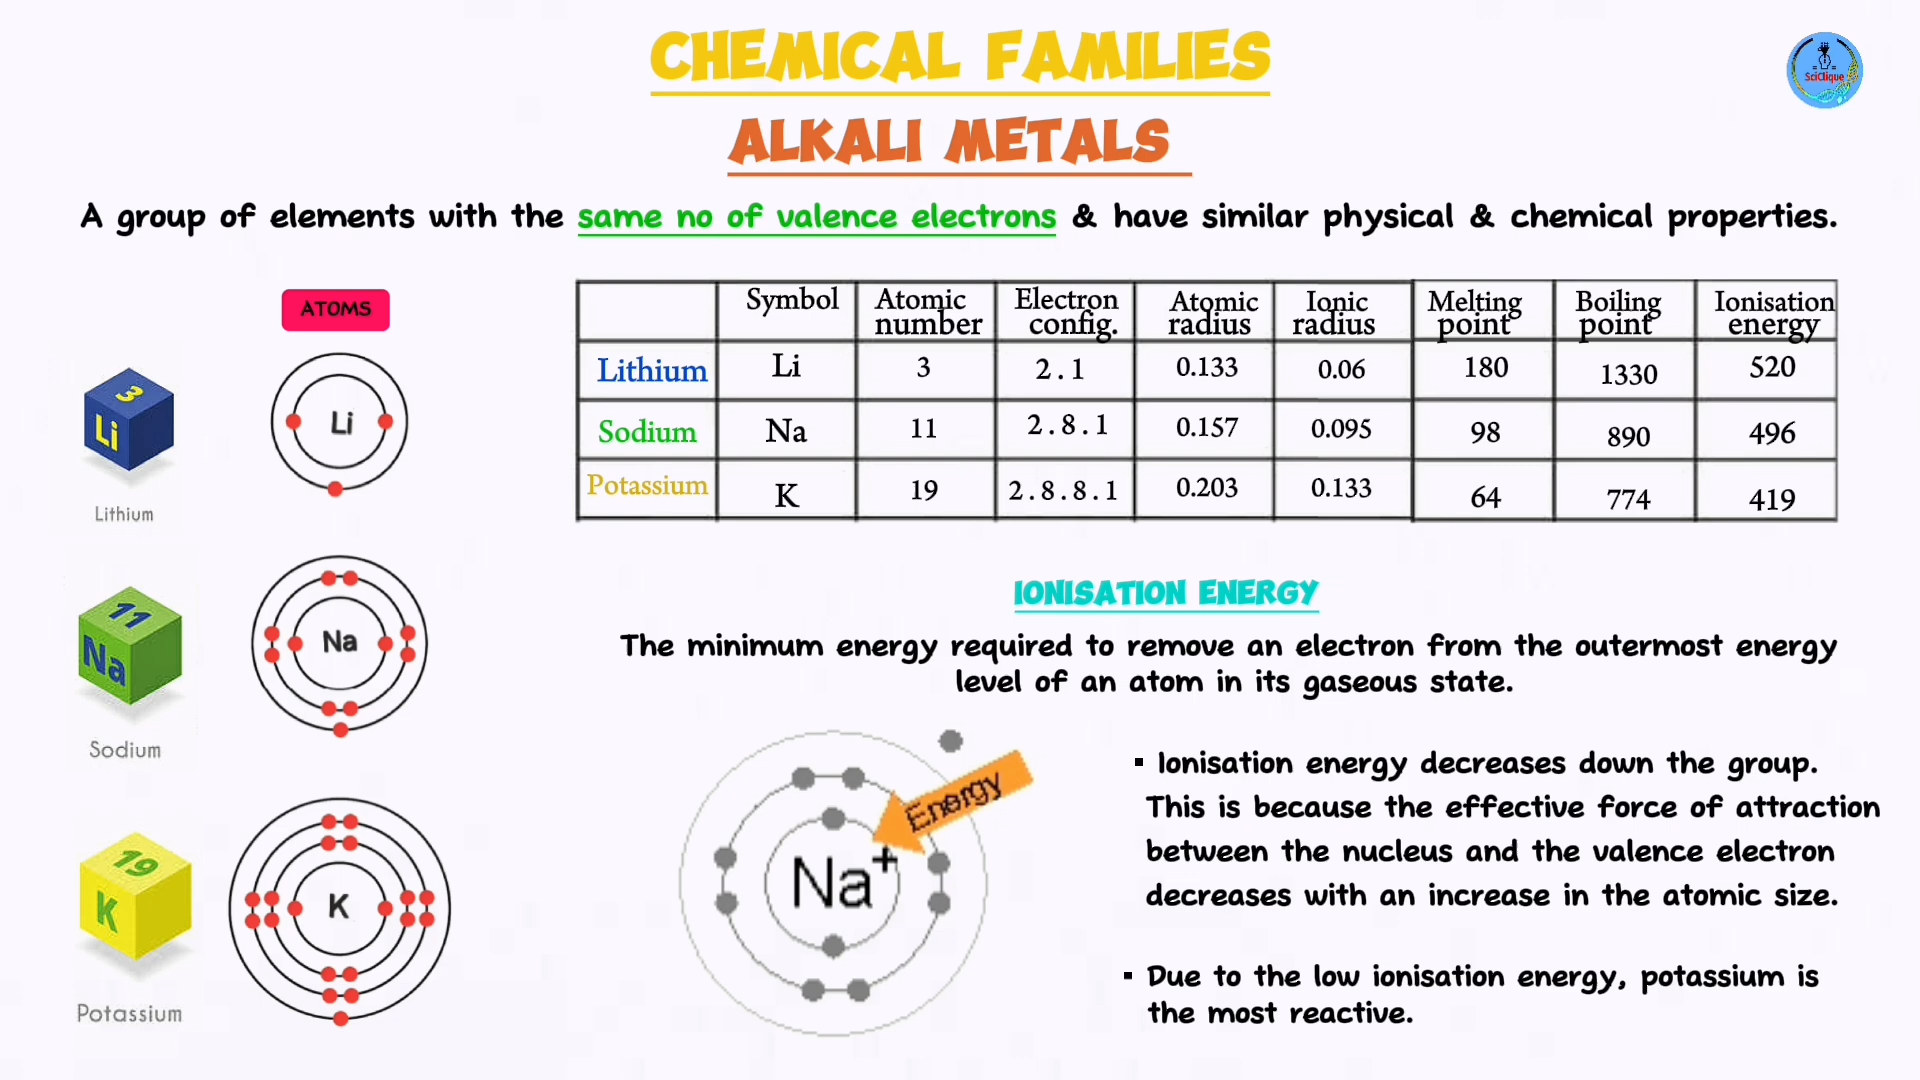 CHEMICAL FAMILIES
SciClique
ALKALI METALS
A group of elements with the same no of valence electrons & have similar physical & chemical properties.
ATOMS
Symbol Atomic number Electron config. Atomic radius Ionic radius Melting point Boiling point Ionisation energy
Lithium Li 3 2.1 0.133 0.06 180 1330 520
Sodium Na 11 2.8.1 0.157 0.095 98 890 496
Potassium K 19 2.8.8.1 0.203 0.133 64 774 419
3
Li
Lithium
Li
11
Na
Sodium
Na
19
K
Potassium
K
IONISATION ENERGY
The minimum energy required to remove an electron from the outermost energy
level of an atom in its gaseous state.
Energy
Na+
▪ Ionisation energy decreases down the group.
This is because the effective force of attraction
between the nucleus and the valence electron
decreases with an increase in the atomic size.
▪ Due to the low ionisation energy, potassium is
the most reactive.